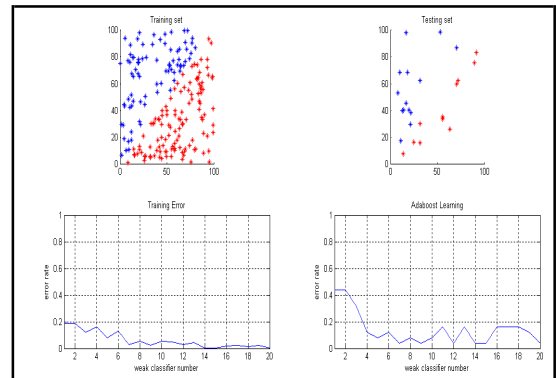 Training set
100
80
60
40
20
0
0 50 100
Testing set
100
80
60
40
20
0
0 50 100
Training Error
1
0.8
0.6
0.4
0.2
0
error rate
2 4 6 8 10 12 14 16 18 20
weak classifier number
Adaboost Learning
1
0.8
0.6
0.4
0.2
0
error rate
2 4 6 8 10 12 14 16 18 20
weak classifier number